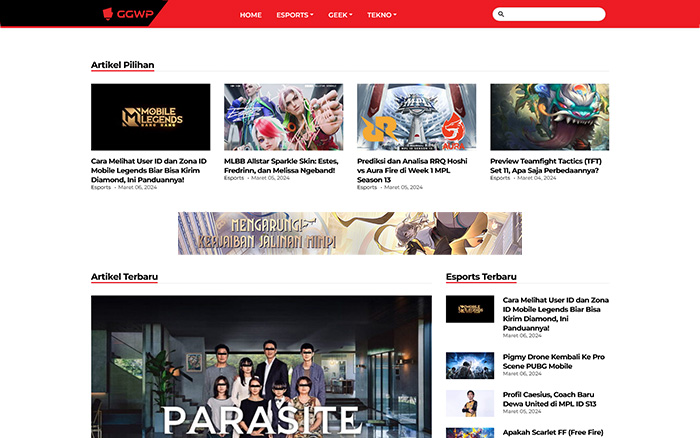 GGWP
HOME ESPORTS GEEK TEKNO
Artikel Pilihan
MOBILE
LEGENDS
BANG BANG
MPL
RRQ
AURA
Cara Melihat User ID dan Zona ID
Mobile Legends Biar Bisa Kirim
Diamond, Ini Panduannya!
Esports • Maret 06, 2024
MLBB Allstar Sparkle Skin: Estes,
Fredrinn, dan Melissa Ngeband!
Esports • Maret 05, 2024
Prediksi dan Analisa RRQ Hoshi
vs Aura Fire di Week 1 MPL
Season 13
Esports • Maret 05, 2024
Preview Teamfight Tactics (TFT)
Set 11, Apa Saja Perbedaannya?
Esports • Maret 04, 2024
MENGARUNGI
KEAJAIBAN JALINAN MIMPI
Artikel Terbaru
PARASITE
Esports Terbaru
Cara Melihat User ID dan Zona
ID Mobile Legends Biar Bisa
Kirim Diamond, Ini
Panduannya!
Maret 06, 2024
Pigmy Drone Kembali Ke Pro
Scene PUBG Mobile
Maret 06, 2024
Profil Caesius, Coach Baru
Dewa United di MPL ID S13
Maret 05, 2024
Apakah Scarlet FF (Free Fire)